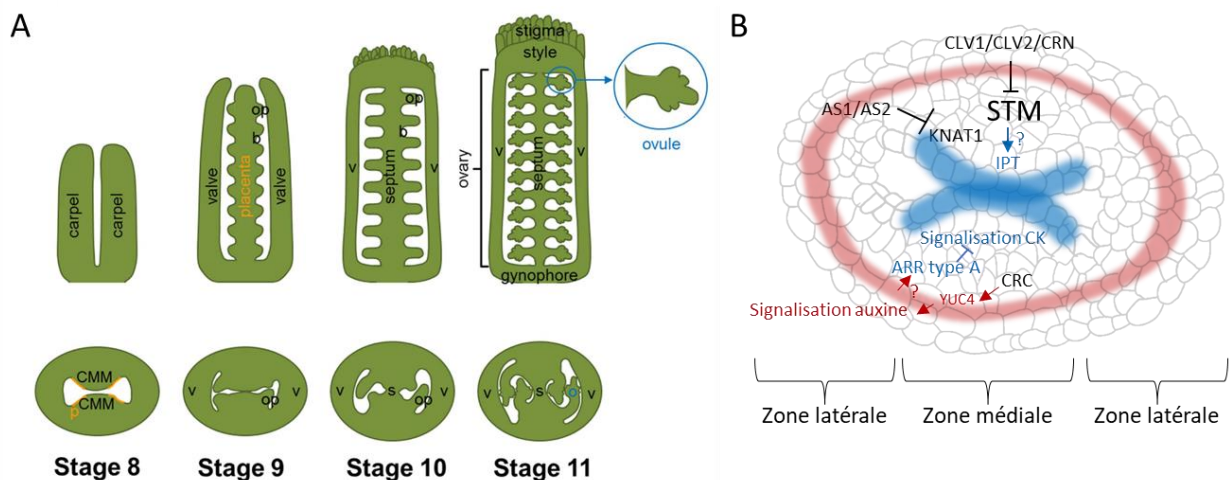 A
carpel
carpel
op
b
valve
placenta
valve
op
b
v
septum
v
stigma
style
ovary
v
septum
v
ovule
gynophore
CMM
CMM
p
v
v
op
v
s
op
v
v
s
o
v
Stage 8
Stage 9
Stage 10
Stage 11
B
CLV1/CLV2/CRN
AS1/AS2
STM
KNAT1
?
IPT
Signalisation CK
ARR type A
?
CRC
YUC4
Signalisation auxine
Zone latérale
Zone médiale
Zone latérale